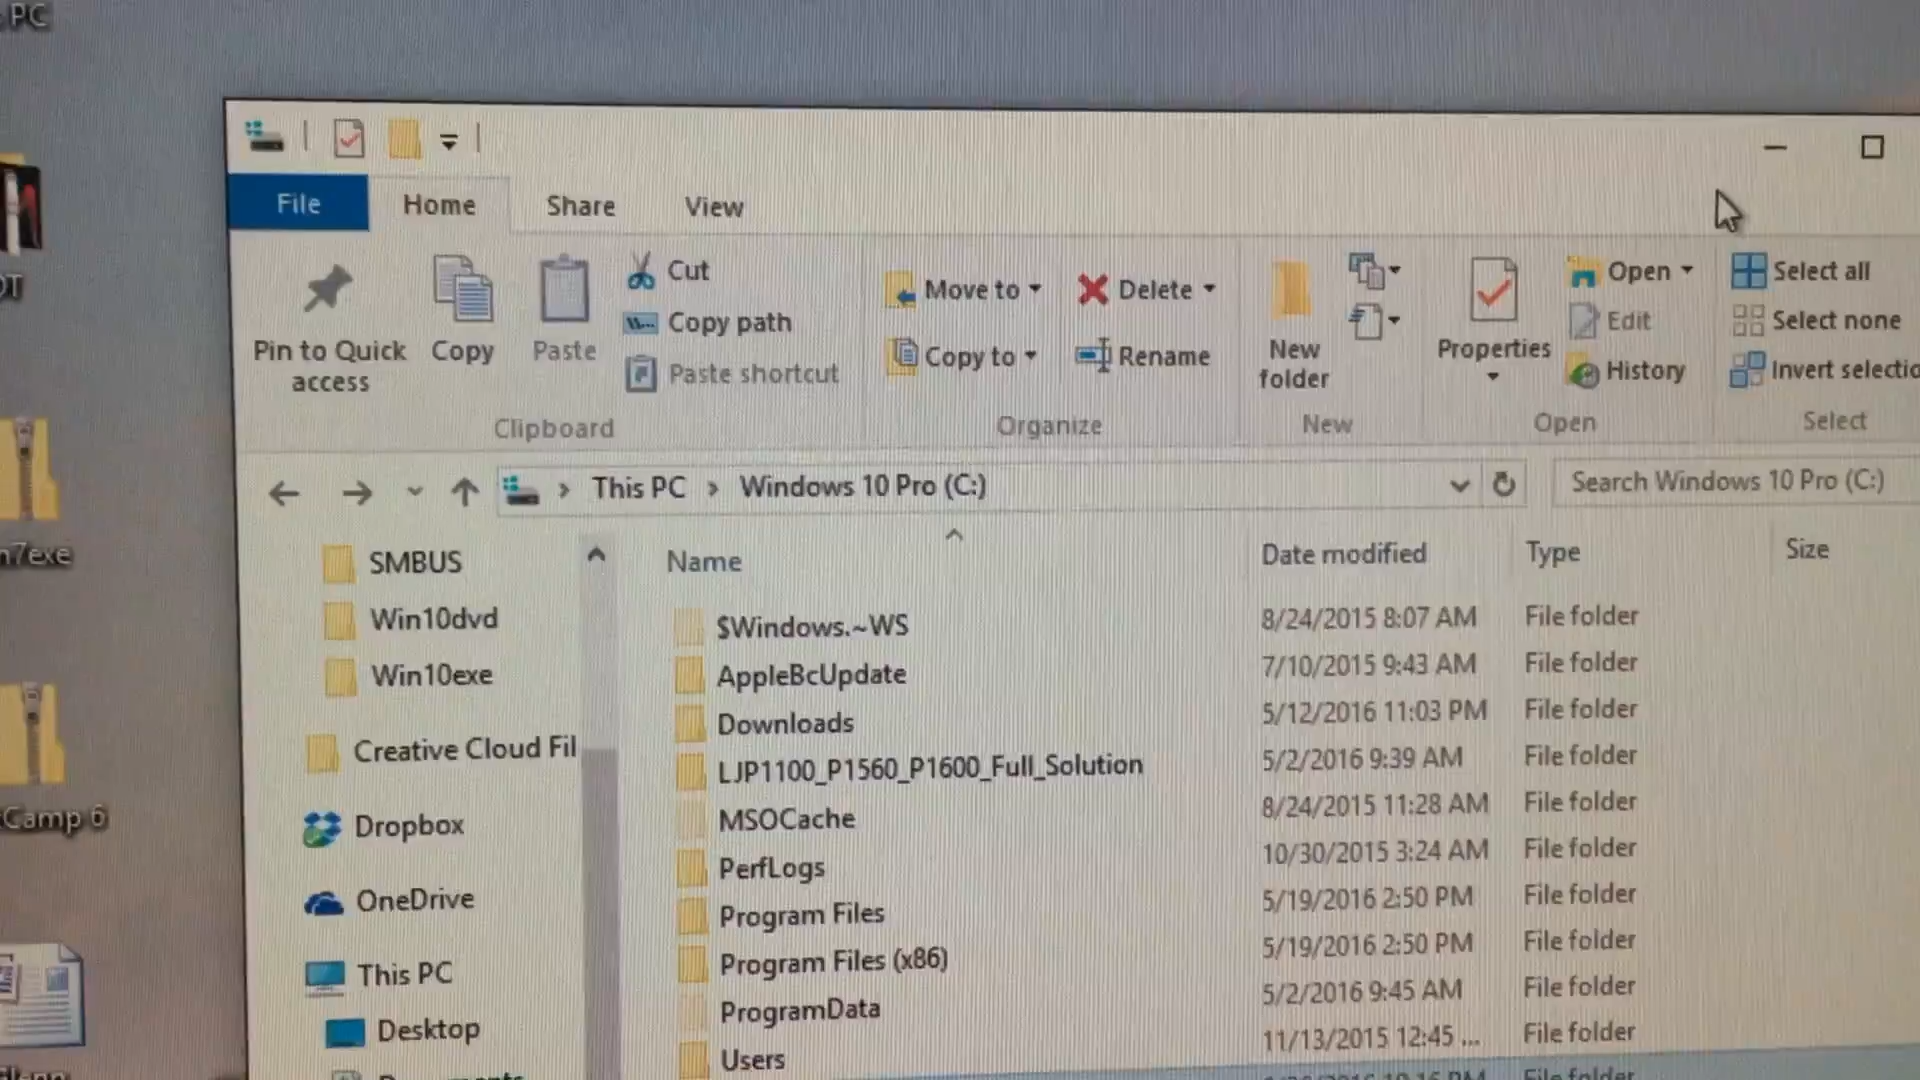 PC
File Home Share View
Pin to Quick access
Copy
Paste
Cut
Copy path
Paste shortcut
Clipboard
Move to
Copy to
Delete
Rename
Organize
New folder
New
Properties
Open
Edit
History
Open
Select all
Select none
Invert selectio
Select
This PC > Windows 10 Pro (C:)
Search Windows 10 Pro (C:)
SMBUS
Win10dvd
Win10exe
Creative Cloud Fil
Dropbox
OneDrive
This PC
Desktop
Name Date modified Type Size
$Windows.~WS 8/24/2015 8:07 AM File folder
AppleBcUpdate 7/10/2015 9:43 AM File folder
Downloads 5/12/2016 11:03 PM File folder
LJP1100_P1560_P1600_Full_Solution 5/2/2016 9:39 AM File folder
MSOCache 8/24/2015 11:28 AM File folder
PerfLogs 10/30/2015 3:24 AM File folder
Program Files 5/19/2016 2:50 PM File folder
Program Files (x86) 5/19/2016 2:50 PM File folder
ProgramData 5/2/2016 9:45 AM File folder
Users 11/13/2015 12:45 ... File folder
OT
n7exe
Camp 6